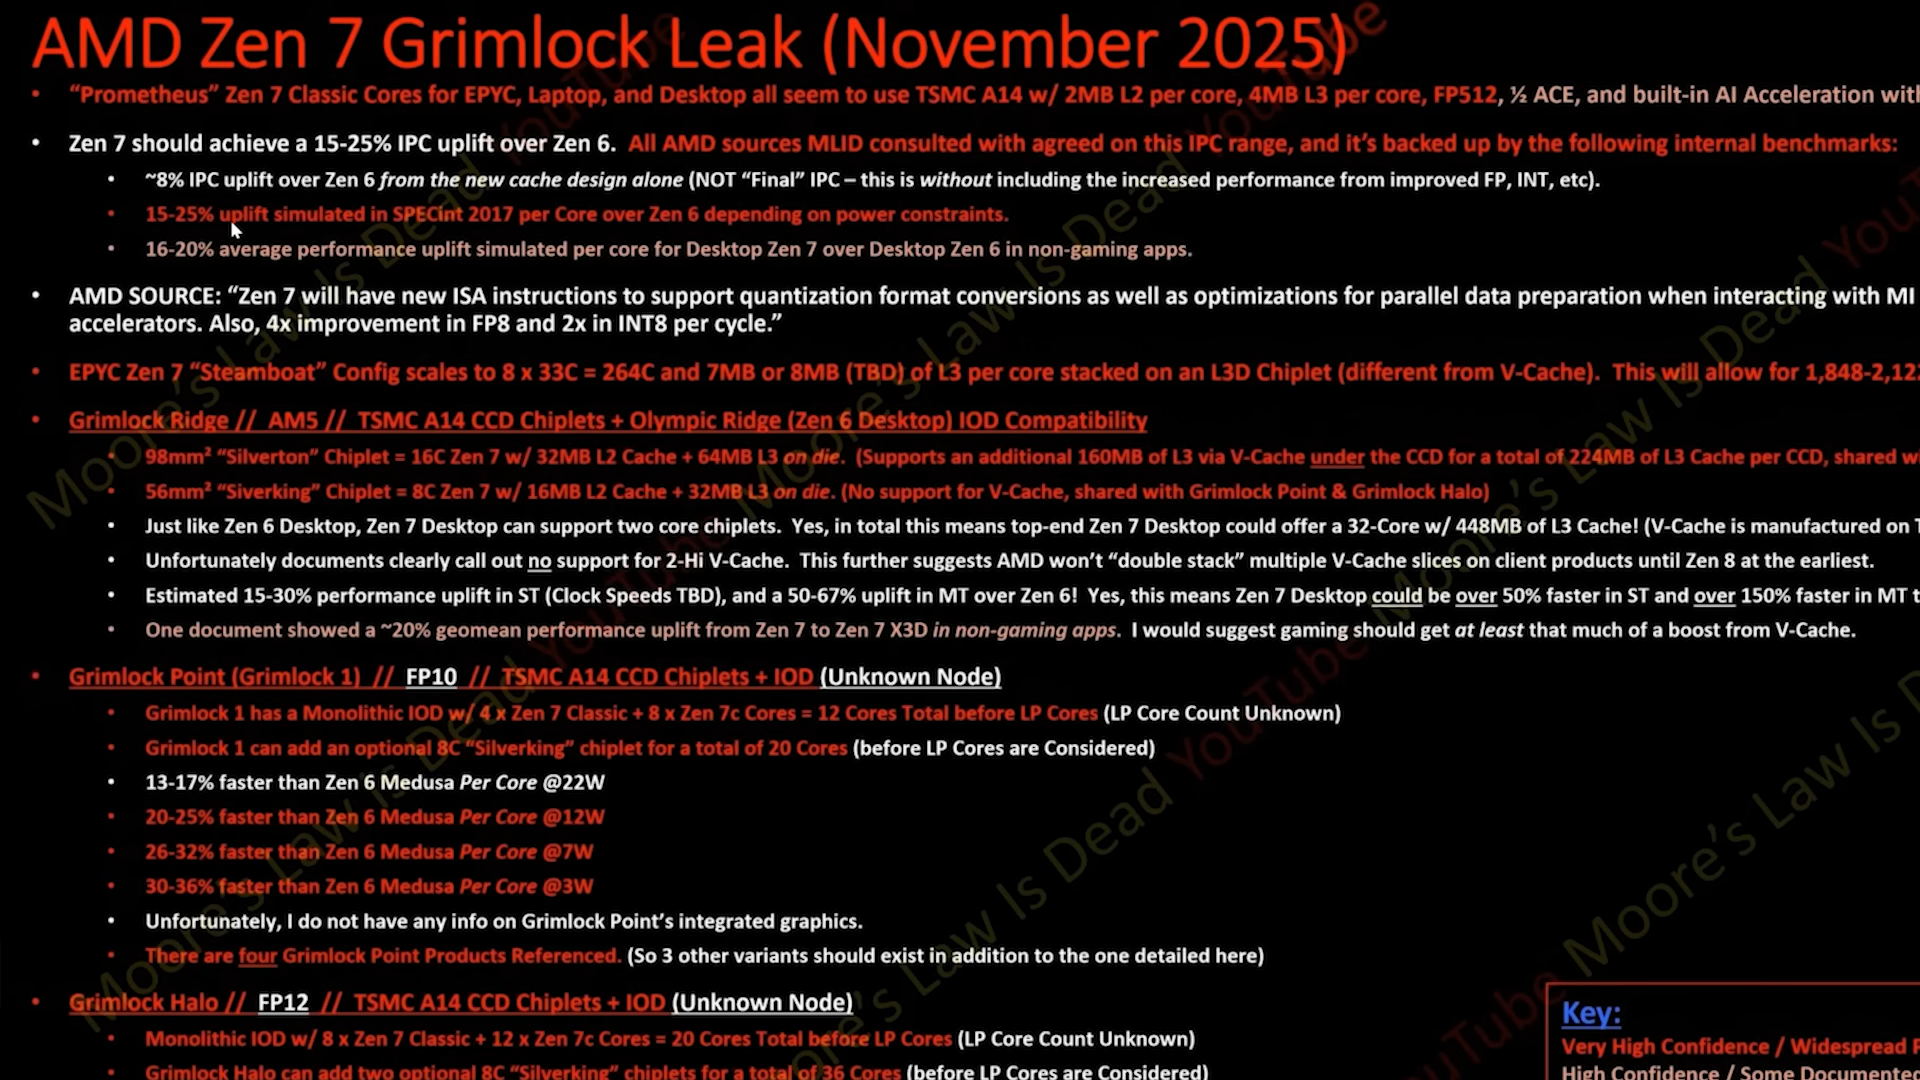 AMD Zen 7 Grimlock Leak (November 2025)
• “Prometheus” Zen 7 Classic Cores for EPYC, Laptop, and Desktop all seem to use TSMC A14 w/ 2MB L2 per core, 4MB L3 per core, FP512, ½ ACE, and built-in AI Acceleration with
• Zen 7 should achieve a 15-25% IPC uplift over Zen 6. All AMD sources MLID consulted with agreed on this IPC range, and it’s backed up by the following internal benchmarks:
• ~8% IPC uplift over Zen 6 from the new cache design alone (NOT “Final” IPC – this is without including the increased performance from improved FP, INT, etc).
• 15-25% uplift simulated in SPECint 2017 per Core over Zen 6 depending on power constraints.
• 16-20% average performance uplift simulated per core for Desktop Zen 7 over Desktop Zen 6 in non-gaming apps.
• AMD SOURCE: “Zen 7 will have new ISA instructions to support quantization format conversions as well as optimizations for parallel data preparation when interacting with MI
accelerators. Also, 4x improvement in FP8 and 2x in INT8 per cycle.”
• EPYC Zen 7 “Steamboat” Config scales to 8 x 33C = 264C and 7MB or 8MB (TBD) of L3 per core stacked on an L3D Chiplet (different from V-Cache). This will allow for 1,848-2,112
• Grimlock Ridge // AM5 // TSMC A14 CCD Chiplets + Olympic Ridge (Zen 6 Desktop) IOD Compatibility
• 98mm² “Silverton” Chiplet = 16C Zen 7 w/ 32MB L2 Cache + 64MB L3 on die. (Supports an additional 160MB of L3 via V-Cache under the CCD for a total of 224MB of L3 Cache per CCD, shared
• 56mm² “Siverking” Chiplet = 8C Zen 7 w/ 16MB L2 Cache + 32MB L3 on die. (No support for V-Cache, shared with Grimlock Point & Grimlock Halo)
• Just like Zen 6 Desktop, Zen 7 Desktop can support two core chiplets. Yes, in total this means top-end Zen 7 Desktop could offer a 32-Core w/ 448MB of L3 Cache! (V-Cache is manufactured on
• Unfortunately documents clearly call out no support for 2-Hi V-Cache. This further suggests AMD won’t “double stack” multiple V-Cache slices on client products until Zen 8 at the earliest.
• Estimated 15-30% performance uplift in ST (Clock Speeds TBD), and a 50-67% uplift in MT over Zen 6! Yes, this means Zen 7 Desktop could be over 50% faster in ST and over 150% faster in MT
• One document showed a ~20% geomean performance uplift from Zen 7 to Zen 7 X3D in non-gaming apps. I would suggest gaming should get at least that much of a boost from V-Cache.
• Grimlock Point (Grimlock 1) // FP10 // TSMC A14 CCD Chiplets + IOD (Unknown Node)
• Grimlock 1 has a Monolithic IOD w/ 4 x Zen 7 Classic + 8 x Zen 7c Cores = 12 Cores Total before LP Cores (LP Core Count Unknown)
• Grimlock 1 can add an optional 8C “Silverking” chiplet for a total of 20 Cores (before LP Cores are Considered)
• 13-17% faster than Zen 6 Medusa Per Core @22W
• 20-25% faster than Zen 6 Medusa Per Core @12W
• 26-32% faster than Zen 6 Medusa Per Core @7W
• 30-36% faster than Zen 6 Medusa Per Core @3W
• Unfortunately, I do not have any info on Grimlock Point’s integrated graphics.
• There are four Grimlock Point Products Referenced. (So 3 other variants should exist in addition to the one detailed here)
• Grimlock Halo // FP12 // TSMC A14 CCD Chiplets + IOD (Unknown Node)
• Monolithic IOD w/ 8 x Zen 7 Classic + 12 x Zen 7c Cores = 20 Cores Total before LP Cores (LP Core Count Unknown)
• Grimlock Halo can add two optional 8C “Silverking” chiplets for a total of 36 Cores (before LP Cores are Considered)
Key:
Very High Confidence / Widespread
High Confidence / Some Documented
Moore’s Law Is Dead YouTube
Moore’s Law Is Dead YouTube
Moore’s Law Is Dead YouTube
Moore’s Law Is Dead YouTube
Moore’s Law Is